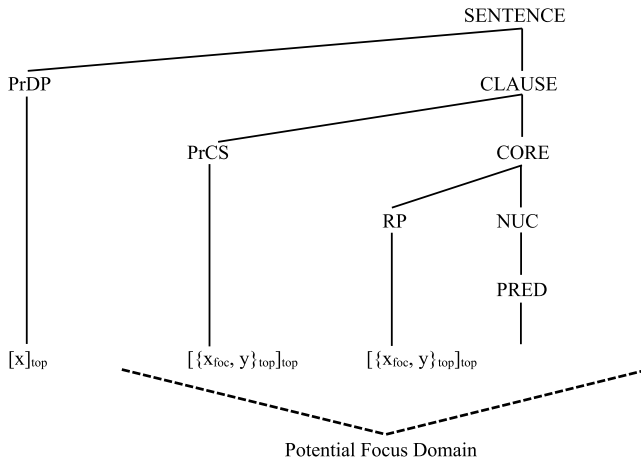 SENTENCE
PrDP CLAUSE
PrCS CORE
RP NUC
PRED
[x]top [{xfoc, y}top]top [{xfoc, y}top]top
Potential Focus Domain